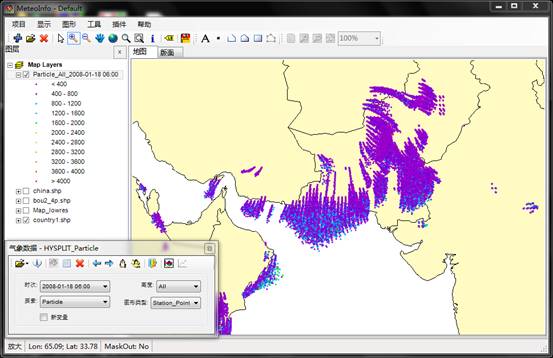 MeteoInfo - Default
项目 显示 图形 工具 插件 帮助
100%
图层
地图 版面
Map Layers
Particle_All_2008-01-18 06:00
< 400
400 - 800
800 - 1200
1200 - 1600
1600 - 2000
2000 - 2400
2400 - 2800
2800 - 3200
3200 - 3600
3600 - 4000
> 4000
china.shp
bou2_4p.shp
Map_lowres
country1.shp
气象数据 - HYSPLIT_Particle
时次: 2008-01-18 06:00 高度: All
要素: Particle 图形类型: Station_Point
新变量
放大 Lon: 65.09; Lat: 33.78 MaskOut: No